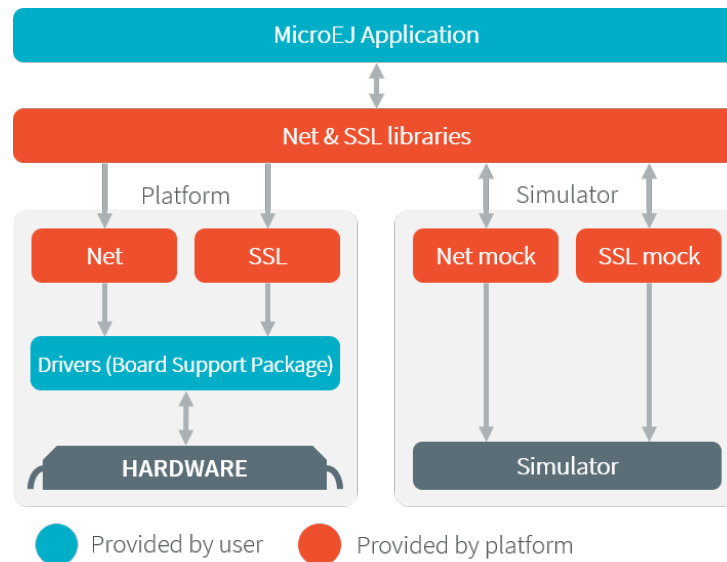 MicroEJ Application
Net & SSL libraries
Platform
Simulator
Net
SSL
Net mock
SSL mock
Drivers (Board Support Package)
HARDWARE
Simulator
Provided by user
Provided by platform